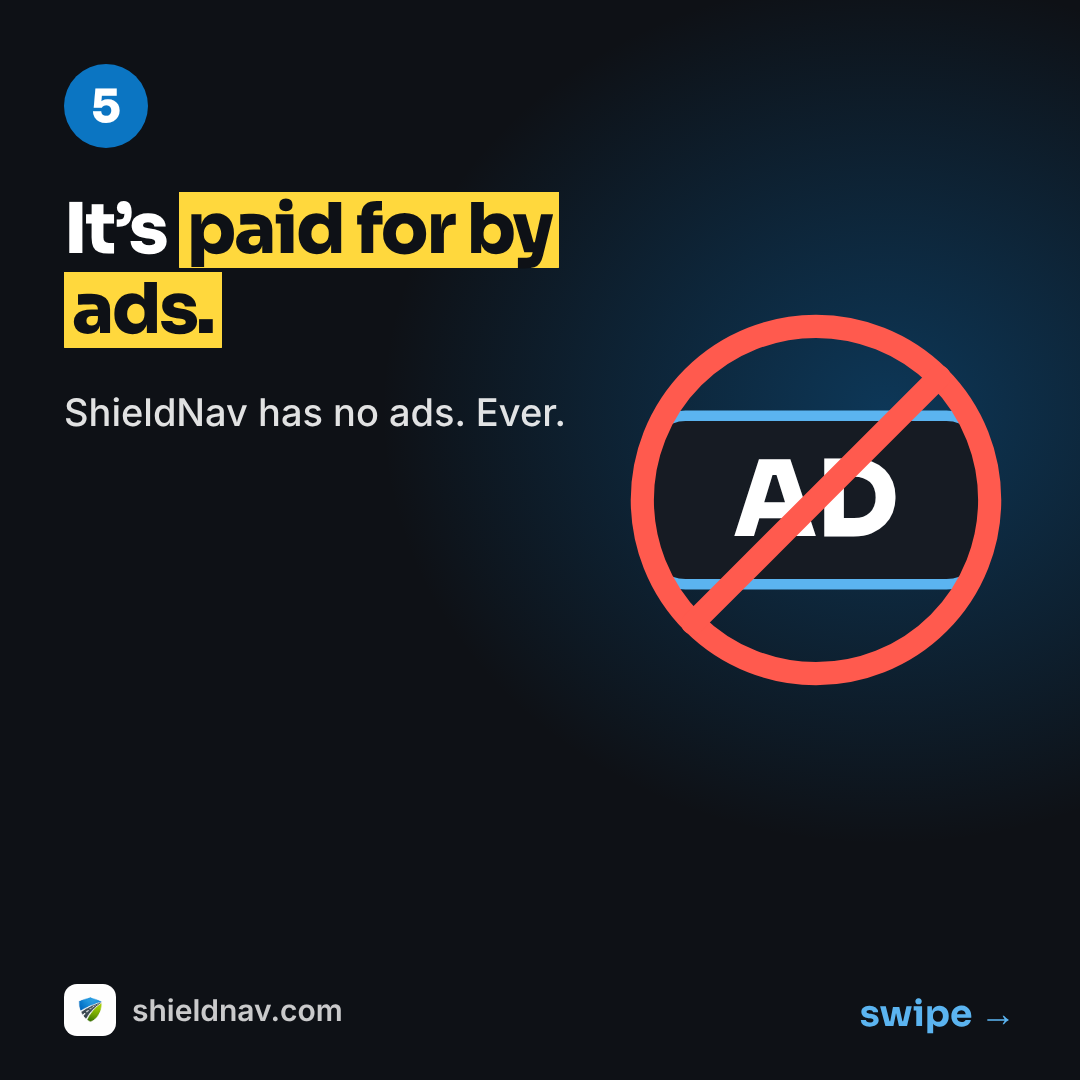 5
It’s paid for by
ads.
ShieldNav has no ads. Ever.
AD
shieldnav.com
swipe →